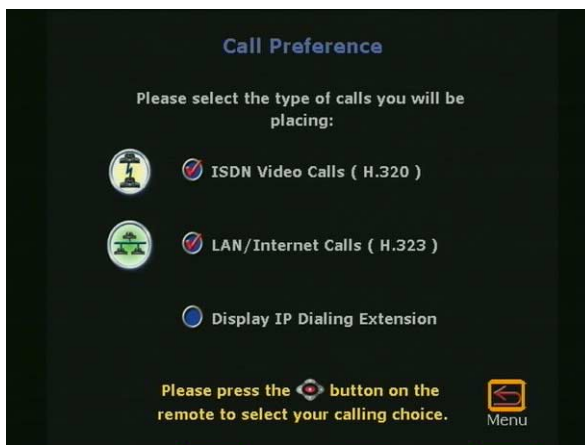 Call Preference
Please select the type of calls you will be
placing:
ISDN Video Calls ( H.320 )
LAN/Internet Calls ( H.323 )
Display IP Dialing Extension
Please press the button on the
remote to select your calling choice.
Menu